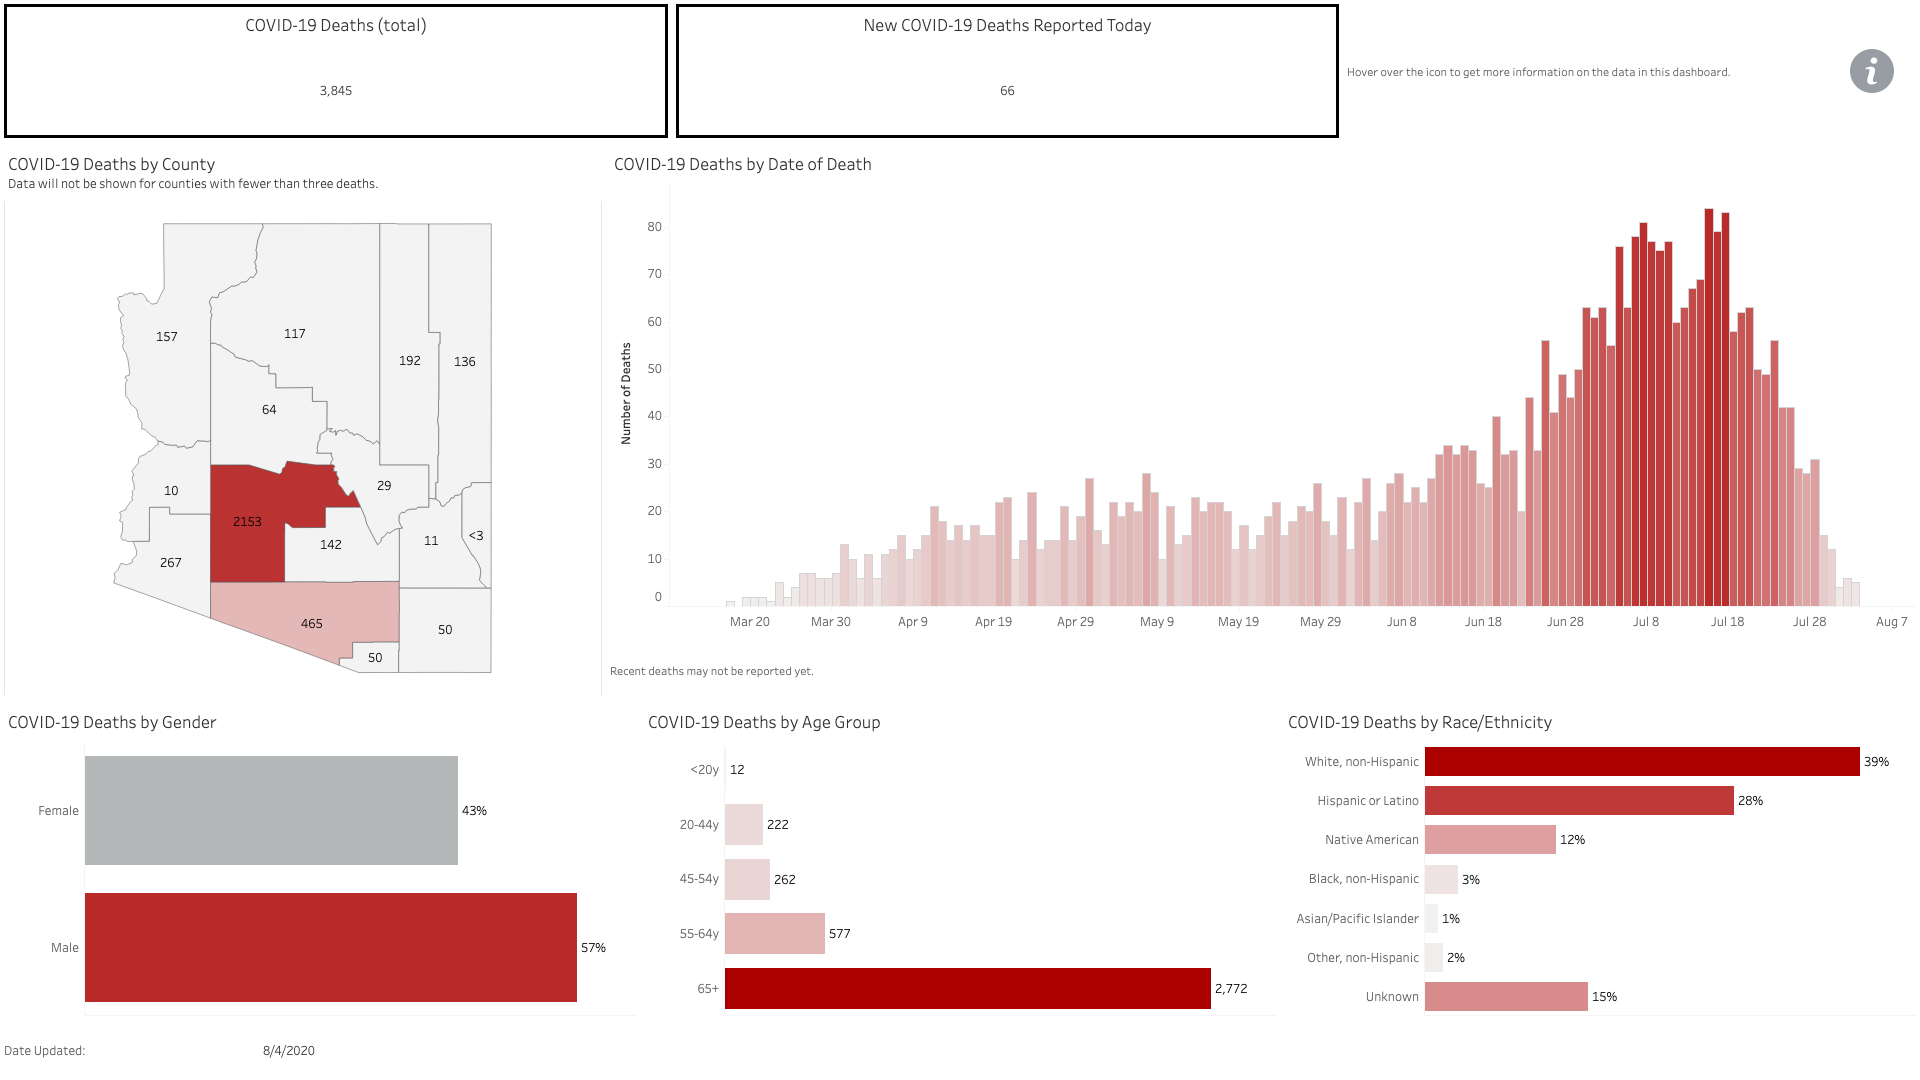 COVID-19 Deaths (total)
3,845
New COVID-19 Deaths Reported Today
66
Hover over the icon to get more information on the data in this dashboard.
i
COVID-19 Deaths by County
Data will not be shown for counties with fewer than three deaths.
157
117
192
136
64
10
29
2153
142
11
<3
267
465
50
50
COVID-19 Deaths by Date of Death
Number of Deaths
80
70
60
50
40
30
20
10
0
Mar 20
Mar 30
Apr 9
Apr 19
Apr 29
May 9
May 19
May 29
Jun 8
Jun 18
Jun 28
Jul 8
Jul 18
Jul 28
Aug 7
Recent deaths may not be reported yet.
COVID-19 Deaths by Gender
Female 43%
Male 57%
COVID-19 Deaths by Age Group
<20y 12
20-44y 222
45-54y 262
55-64y 577
65+ 2,772
COVID-19 Deaths by Race/Ethnicity
White, non-Hispanic 39%
Hispanic or Latino 28%
Native American 12%
Black, non-Hispanic 3%
Asian/Pacific Islander 1%
Other, non-Hispanic 2%
Unknown 15%
Date Updated: 8/4/2020